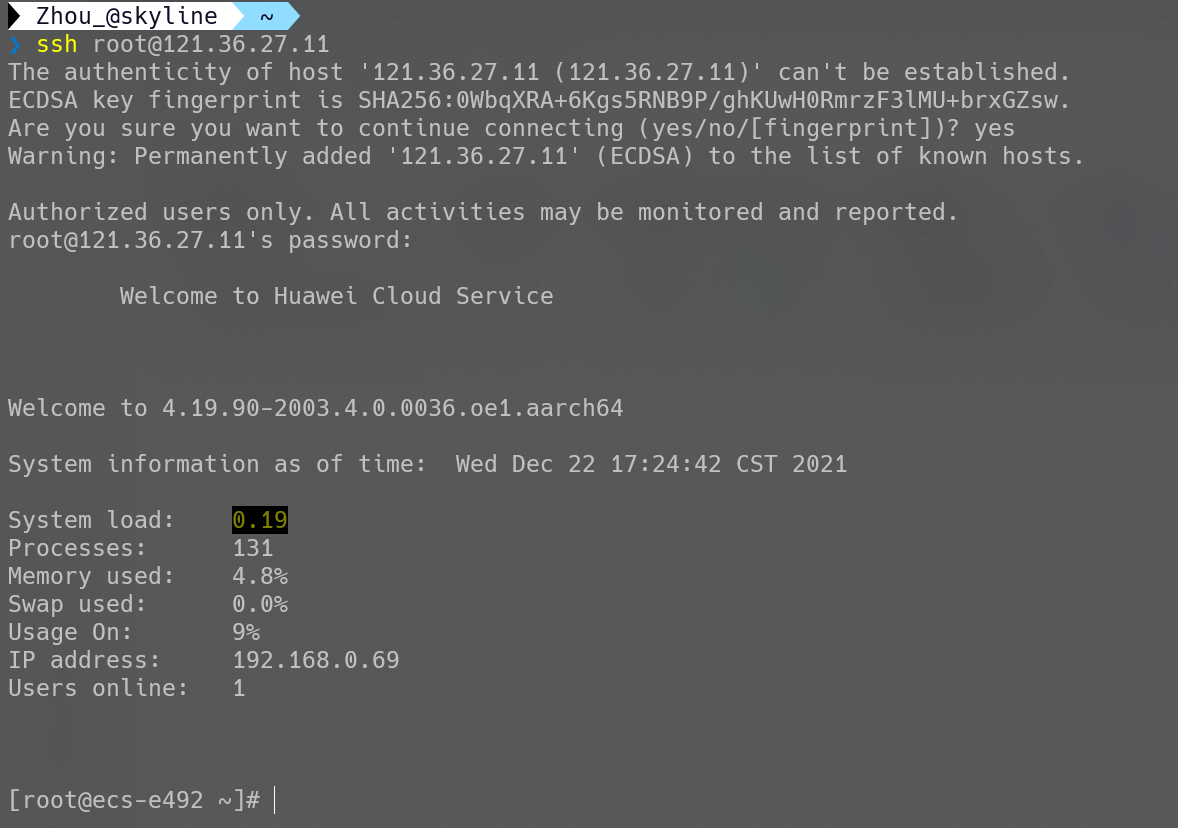 Zhou_@skyline ~
❯ ssh root@121.36.27.11
The authenticity of host '121.36.27.11 (121.36.27.11)' can't be established.
ECDSA key fingerprint is SHA256:0WbqXRA+6Kgs5RNB9P/ghKUwH0RmrzF3lMU+brxGZsw.
Are you sure you want to continue connecting (yes/no/[fingerprint])? yes
Warning: Permanently added '121.36.27.11' (ECDSA) to the list of known hosts.
Authorized users only. All activities may be monitored and reported.
root@121.36.27.11's password:
Welcome to Huawei Cloud Service
Welcome to 4.19.90-2003.4.0.0036.oe1.aarch64
System information as of time:  Wed Dec 22 17:24:42 CST 2021
System load:    0.19
Processes:      131
Memory used:    4.8%
Swap used:      0.0%
Usage On:       9%
IP address:     192.168.0.69
Users online:   1
[root@ecs-e492 ~]#